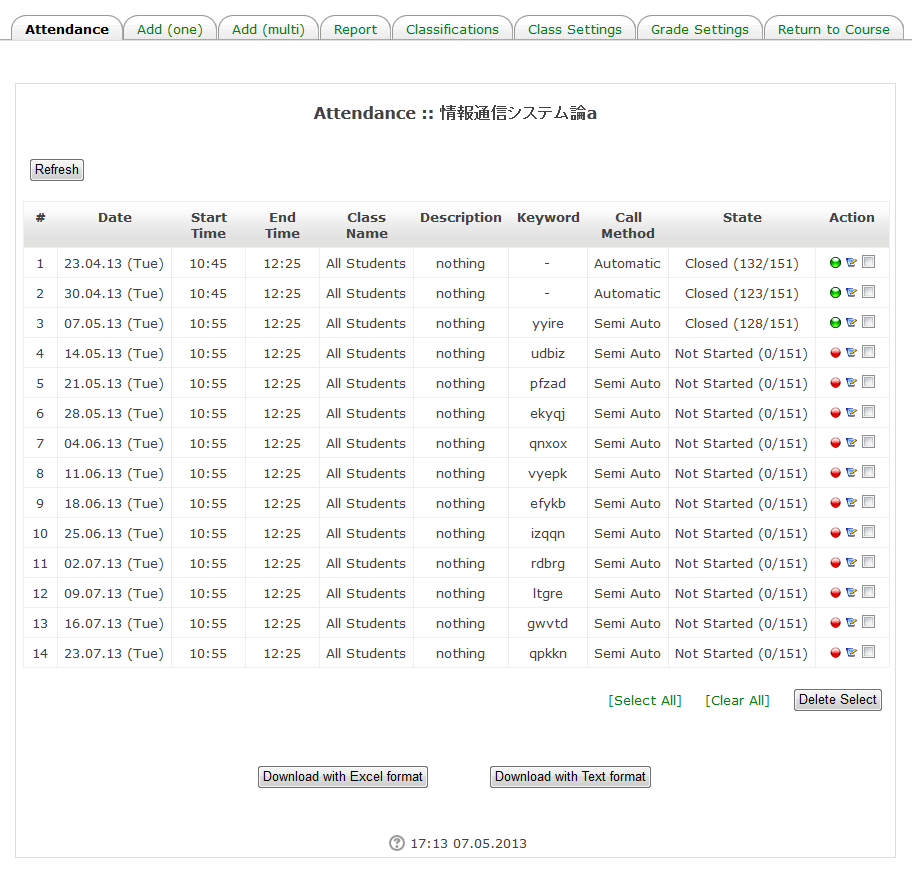 Attendance Add (one) Add (multi) Report Classifications Class Settings Grade Settings Return to Course
Attendance :: 情報通信システム論a
Refresh
# Date Start Time End Time Class Name Description Keyword Call Method State Action
1 23.04.13 (Tue) 10:45 12:25 All Students nothing - Automatic Closed (132/151)
2 30.04.13 (Tue) 10:45 12:25 All Students nothing - Automatic Closed (123/151)
3 07.05.13 (Tue) 10:55 12:25 All Students nothing yyire Semi Auto Closed (128/151)
4 14.05.13 (Tue) 10:55 12:25 All Students nothing udbiz Semi Auto Not Started (0/151)
5 21.05.13 (Tue) 10:55 12:25 All Students nothing pfzad Semi Auto Not Started (0/151)
6 28.05.13 (Tue) 10:55 12:25 All Students nothing ekyqj Semi Auto Not Started (0/151)
7 04.06.13 (Tue) 10:55 12:25 All Students nothing qnxox Semi Auto Not Started (0/151)
8 11.06.13 (Tue) 10:55 12:25 All Students nothing vyepk Semi Auto Not Started (0/151)
9 18.06.13 (Tue) 10:55 12:25 All Students nothing efykb Semi Auto Not Started (0/151)
10 25.06.13 (Tue) 10:55 12:25 All Students nothing izqqn Semi Auto Not Started (0/151)
11 02.07.13 (Tue) 10:55 12:25 All Students nothing rdbrg Semi Auto Not Started (0/151)
12 09.07.13 (Tue) 10:55 12:25 All Students nothing ltgre Semi Auto Not Started (0/151)
13 16.07.13 (Tue) 10:55 12:25 All Students nothing gwvtd Semi Auto Not Started (0/151)
14 23.07.13 (Tue) 10:55 12:25 All Students nothing qpkkn Semi Auto Not Started (0/151)
[Select All] [Clear All] Delete Select
Download with Excel format Download with Text format
? 17:13 07.05.2013